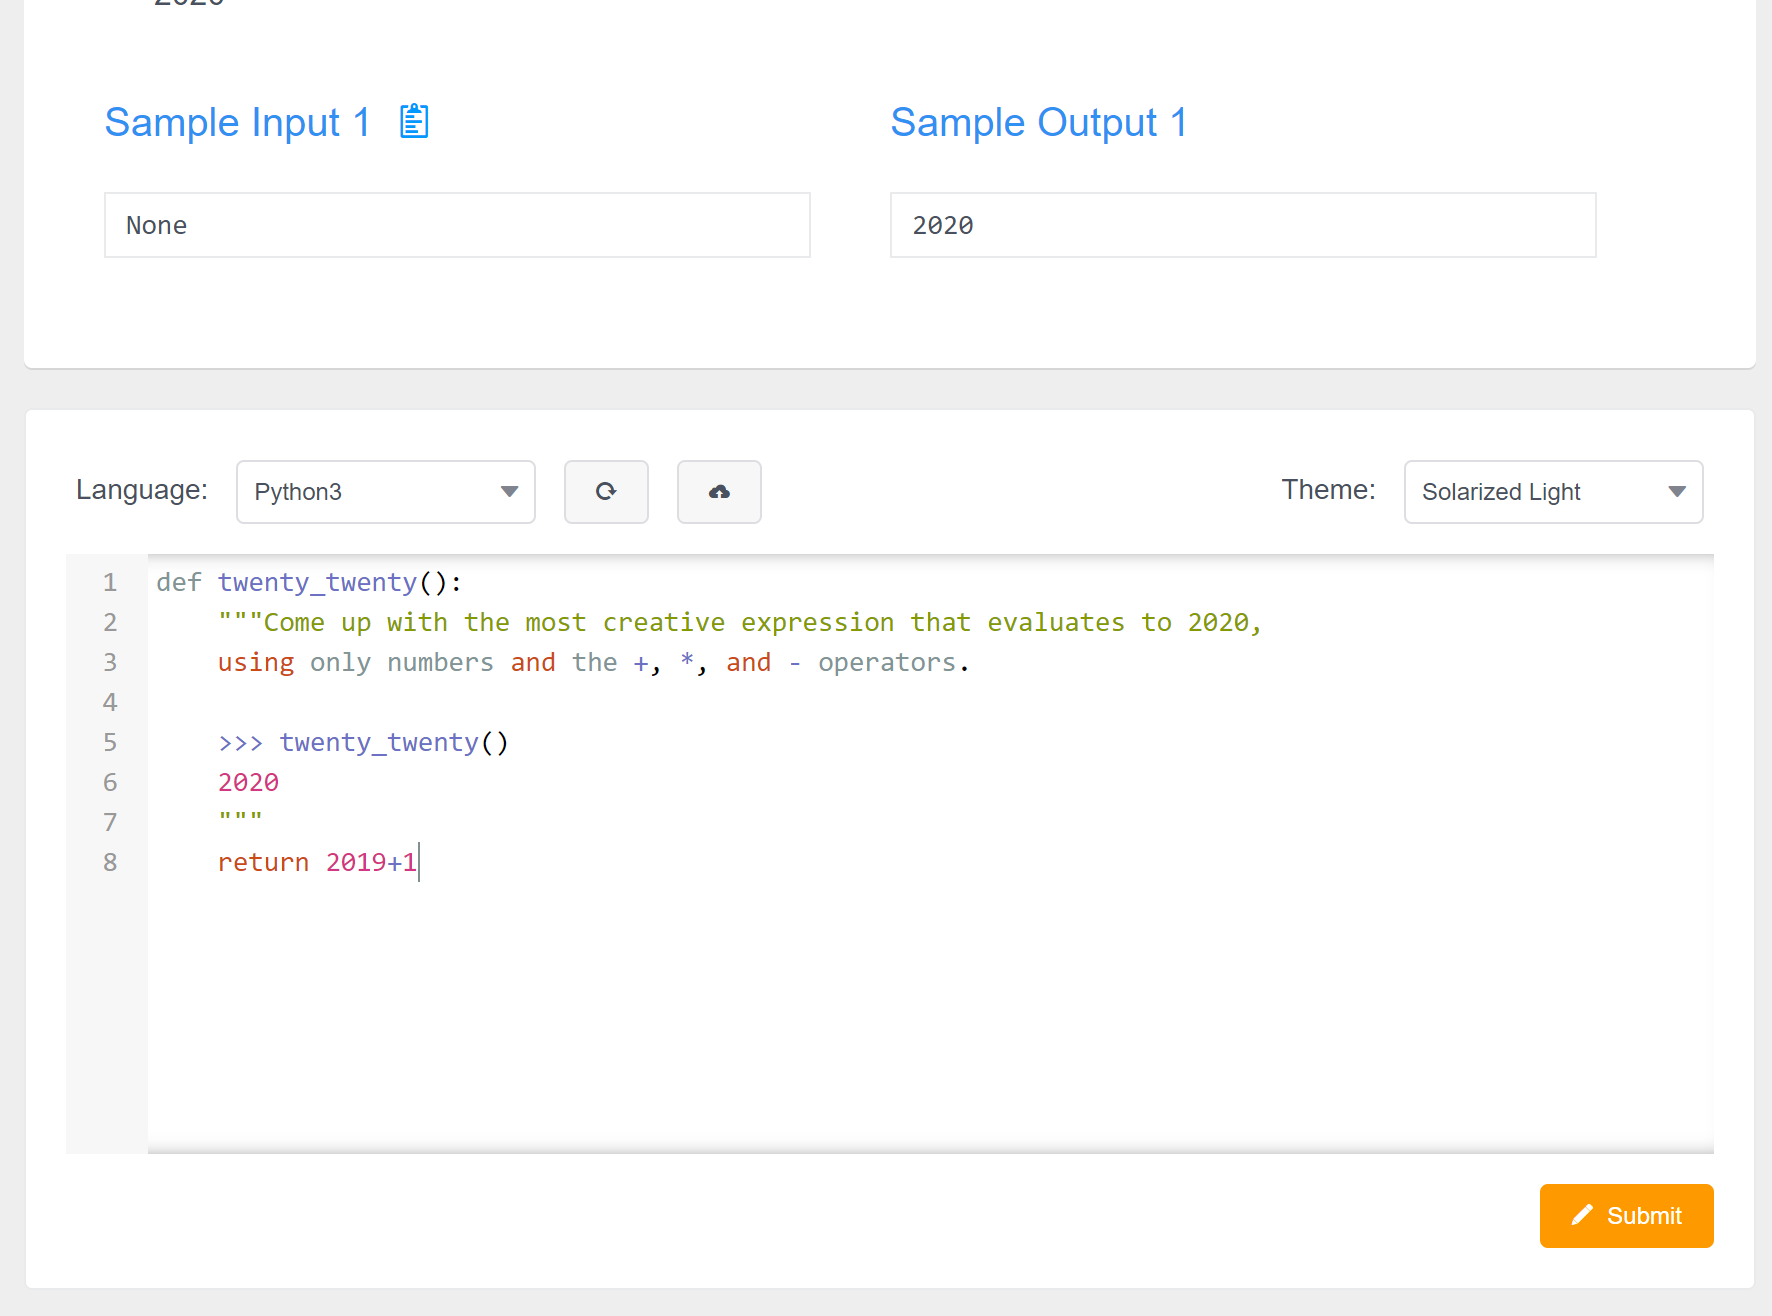 2020
Sample Input 1
Sample Output 1
None
2020
Language:
Python3
Theme:
Solarized Light
1 def twenty_twenty():
2 """Come up with the most creative expression that evaluates to 2020,
3 using only numbers and the +, *, and - operators.
4
5 >>> twenty_twenty()
6 2020
7 """
8 return 2019+1
Submit